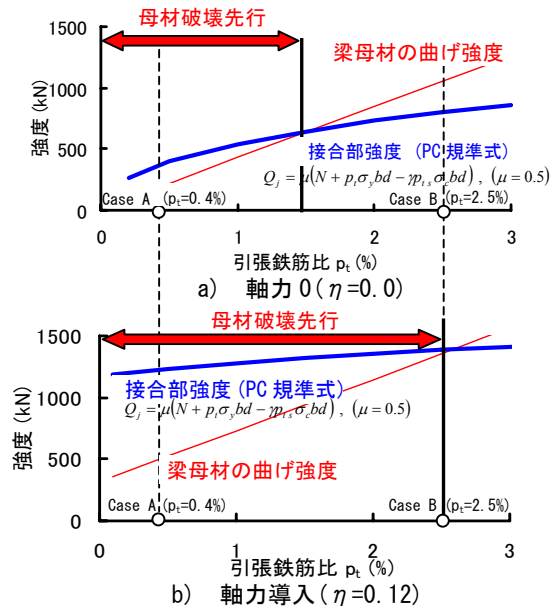 母材破壊先行
1500
梁母材の曲げ強度
1000
強度 (kN)
500
接合部強度 (PC 規準式)
Q_j = μ(N + p_t σ_y bd − γp_t s σ_c bd) , (μ = 0.5)
Case A (p_t=0.4%)
Case B (p_t=2.5%)
0
0 1 2 3
引張鉄筋比 p_t (%)
a) 軸力 0 ( η =0.0)
母材破壊先行
1500
接合部強度 (PC 規準式)
1000
Q_j = μ(N + p_t σ_y bd − γp_t s σ_c bd) , (μ = 0.5)
強度 (kN)
500
梁母材の曲げ強度
Case A (p_t=0.4%)
Case B (p_t=2.5%)
0
0 1 2 3
引張鉄筋比 p_t (%)
b) 軸力導入 ( η =0.12)